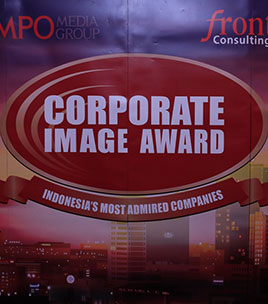 MPO MEDIA
GROUP
front
Consulting
CORPORATE
IMAGE AWARD
INDONESIA'S MOST ADMIRED COMPANIES